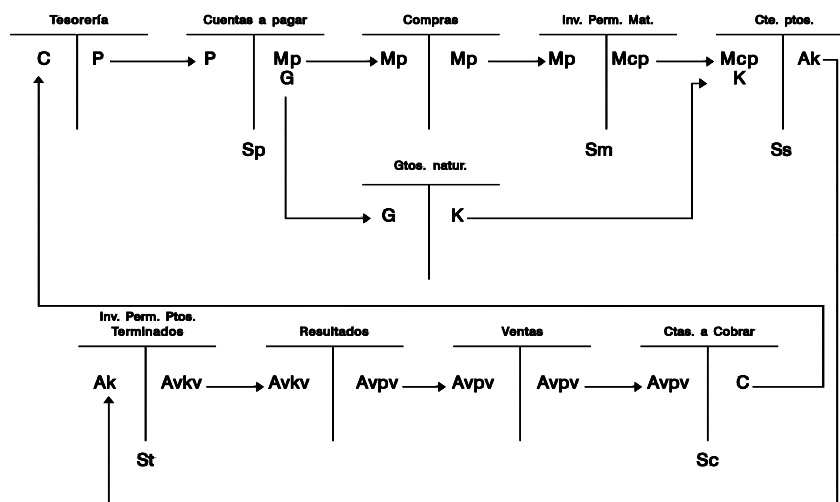 Tesorería Cuentas a pagar Compras Inv. Perm. Mat. Cte. ptos.
C P P Mp Mp Mp Mp Mcp Mcp Ak
G K
Sp Sm Ss
Gtos. natur.
G K
Inv. Perm. Ptos.
Terminados Resultados Ventas Ctas. a Cobrar
Ak Avkv Avkv Avpv Avpv Avpv Avpv C
St Sc